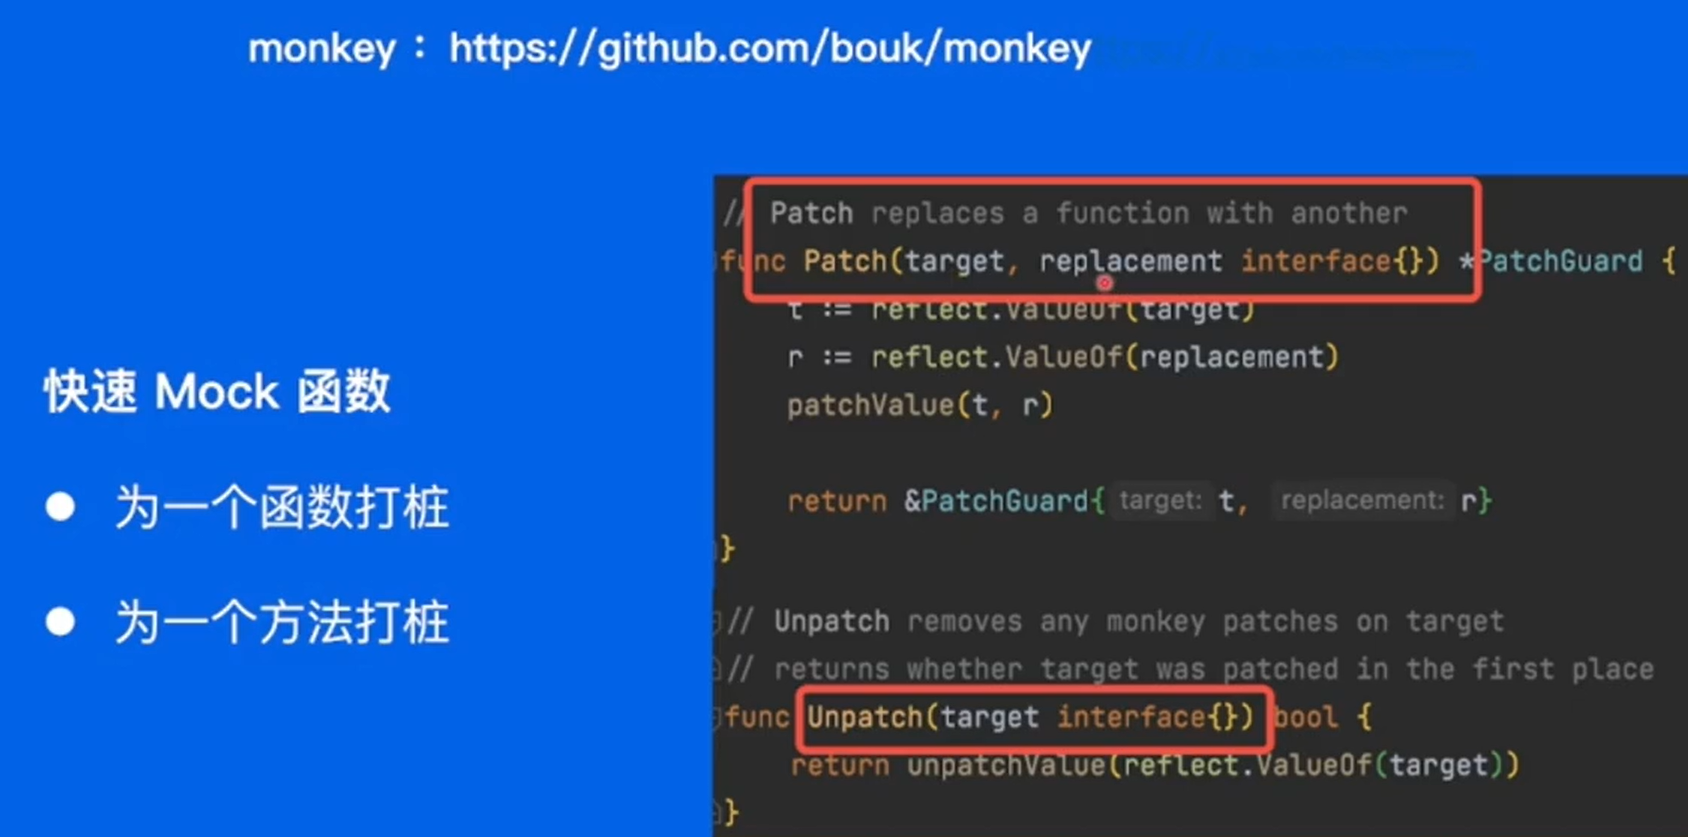 monkey： https://github.com/bouk/monkey
快速 Mock 函数
● 为一个函数打桩
● 为一个方法打桩
// Patch replaces a function with another
func Patch(target, replacement interface{}) *PatchGuard {
t := reflect.ValueOf(target)
r := reflect.ValueOf(replacement)
patchValue(t, r)
return &PatchGuard{ target: t, replacement: r}
}
// Unpatch removes any monkey patches on target
// returns whether target was patched in the first place
func Unpatch(target interface{}) bool {
return unpatchValue(reflect.ValueOf(target))
}